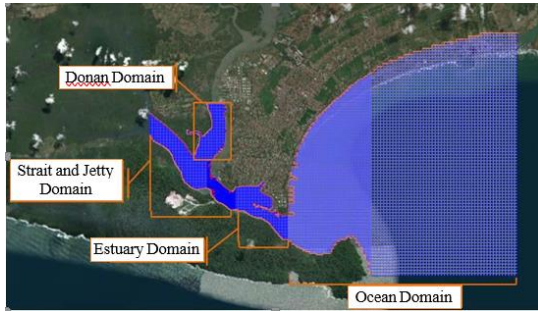 Donan Domain
Strait and Jetty
Domain
Estuary Domain
Ocean Domain